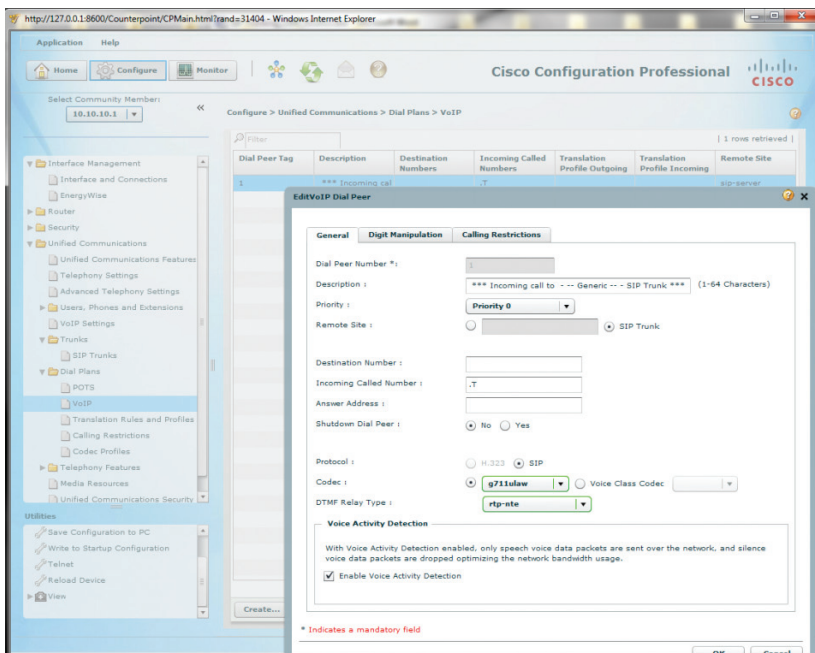 http://127.0.0.1:8600/Counterpoint/CPMain.html?rand=31404 - Windows Internet Explorer
Application Help
Home Configure Monitor
Cisco Configuration Professional
CISCO
Select Community Member:
10.10.10.1
Configure > Unified Communications > Dial Plans > VoIP
Filter
| 1 rows retrieved |
Dial Peer Tag Description Destination Numbers Incoming Called Numbers Translation Profile Outgoing Translation Profile Incoming Remote Site
1 *** Incoming cal .T sip-server
Interface Management
Interface and Connections
EnergyWise
Router
Security
Unified Communications
Unified Communications Features
Telephony Settings
Advanced Telephony Settings
Users, Phones and Extensions
VoIP Settings
Trunks
SIP Trunks
Dial Plans
POTS
VoIP
Translation Rules and Profiles
Calling Restrictions
Codec Profiles
Telephony Features
Media Resources
Unified Communications Security
Utilities
Save Configuration to PC
Write to Startup Configuration
Telnet
Reload Device
View
Create...
EditVoIP Dial Peer
General Digit Manipulation Calling Restrictions
Dial Peer Number *: 1
Description : *** Incoming call to - -- Generic -- - SIP Trunk *** (1-64 Characters)
Priority : Priority 0
Remote Site : SIP Trunk
Destination Number :
Incoming Called Number : .T
Answer Address :
Shutdown Dial Peer : No Yes
Protocol : H.323 SIP
Codec : g711ulaw Voice Class Codec
DTMF Relay Type : rtp-nte
Voice Activity Detection
With Voice Activity Detection enabled, only speech voice data packets are sent over the network, and silence
voice data packets are dropped optimizing the network bandwidth usage.
Enable Voice Activity Detection
* Indicates a mandatory field
OK Cancel